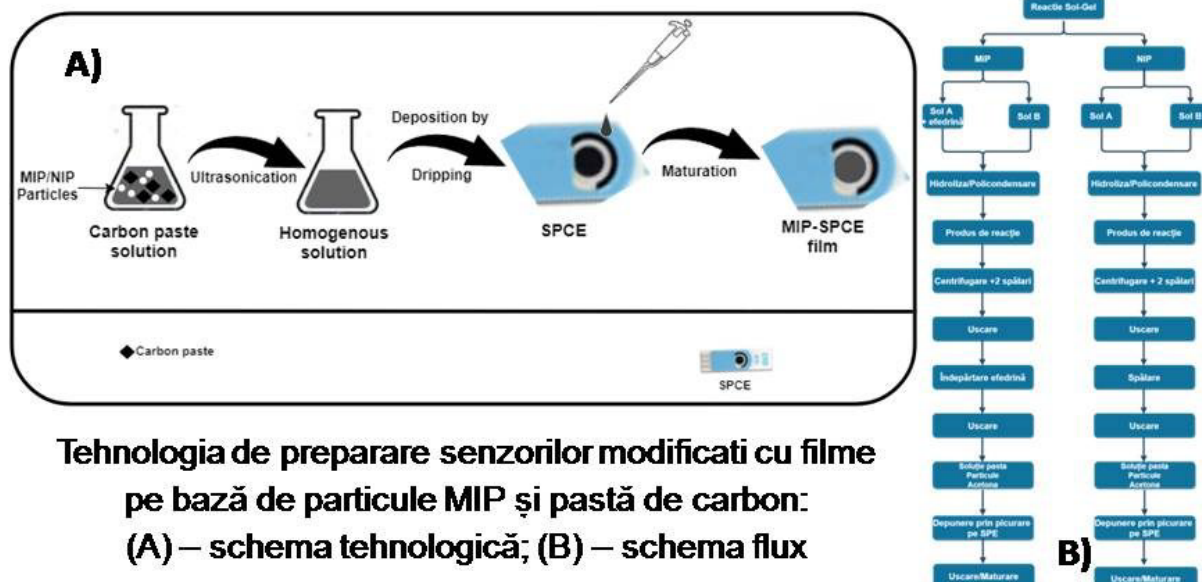 A)
MIP/NIP
Particles
Carbon paste
solution
Ultrasonication
Homogenous
solution
Deposition by
Dripping
SPCE
Maturation
MIP-SPCE
film
Carbon paste
SPCE
Tehnologia de preparare senzorilor modificati cu filme
pe bază de particule MIP și pastă de carbon:
(A) – schema tehnologică; (B) – schema flux
Reactie Sol-Gel
MIP
NIP
Sol A
+ efedrină
Sol B
Sol A
Sol B
Hidroliza/Policondensare
Hidroliza/Policondensare
Produs de reacție
Produs de reacție
Centrifugare +2 spălari
Centrifugare + 2 spălari
Uscare
Uscare
Îndepărtare efedrină
Spălare
Uscare
Uscare
Soluție pasta
Particule
Acetona
Soluție pasta
Particule
Acetona
Depunere prin picurare
pe SPE
Depunere prin picurare
pe SPE
Uscare/Maturare
Uscare/Maturare
B)